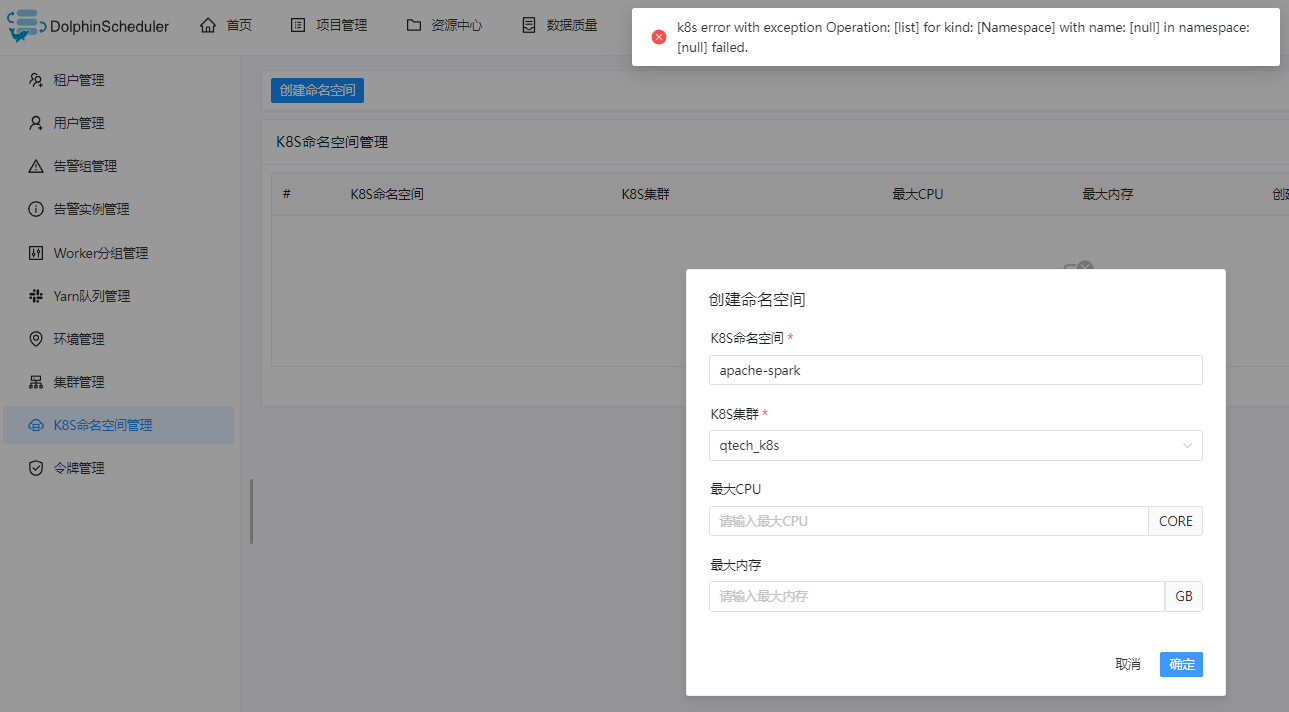 DolphinScheduler
首页
项目管理
资源中心
数据质量
k8s error with exception Operation: [list] for kind: [Namespace] with name: [null] in namespace:
[null] failed.
租户管理
用户管理
告警组管理
告警实例管理
Worker分组管理
Yarn队列管理
环境管理
集群管理
K8S命名空间管理
令牌管理
创建命名空间
K8S命名空间管理
#
K8S命名空间
K8S集群
最大CPU
最大内存
创建命名空间
K8S命名空间 *
apache-spark
K8S集群 *
qtech_k8s
最大CPU
请输入最大CPU
CORE
最大内存
请输入最大内存
GB
取消
确定